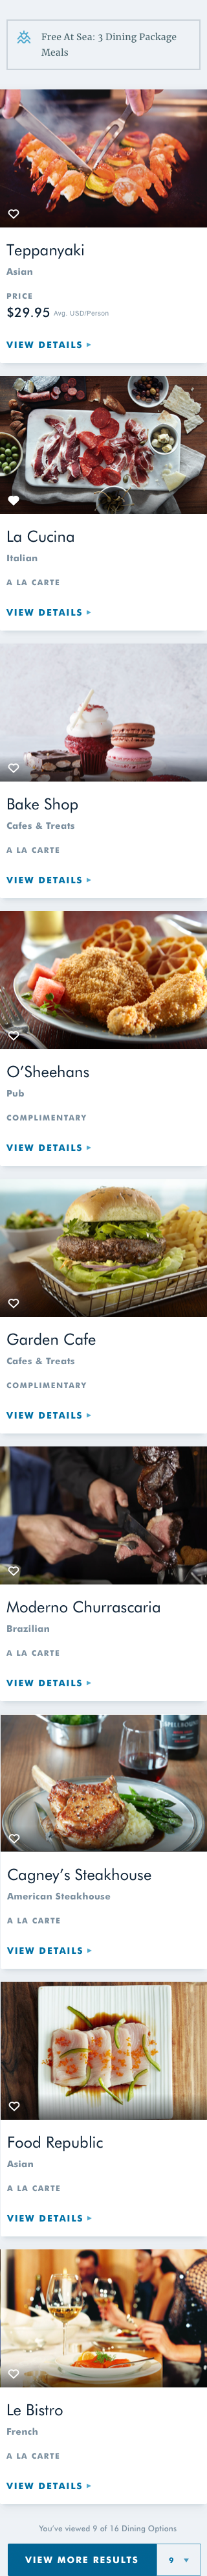 Free At Sea: 3 Dining Package
Meals
Teppanyaki
Asian
PRICE
$29.95 Avg. USD/Person
VIEW DETAILS ▸
La Cucina
Italian
A LA CARTE
VIEW DETAILS ▸
Bake Shop
Cafes & Treats
A LA CARTE
VIEW DETAILS ▸
O’Sheehans
Pub
COMPLIMENTARY
VIEW DETAILS ▸
Garden Cafe
Cafes & Treats
COMPLIMENTARY
VIEW DETAILS ▸
Moderno Churrascaria
Brazilian
A LA CARTE
VIEW DETAILS ▸
Cagney’s Steakhouse
American Steakhouse
A LA CARTE
VIEW DETAILS ▸
Food Republic
Asian
A LA CARTE
VIEW DETAILS ▸
Le Bistro
French
A LA CARTE
VIEW DETAILS ▸
You've viewed 9 of 16 Dining Options
VIEW MORE RESULTS 9